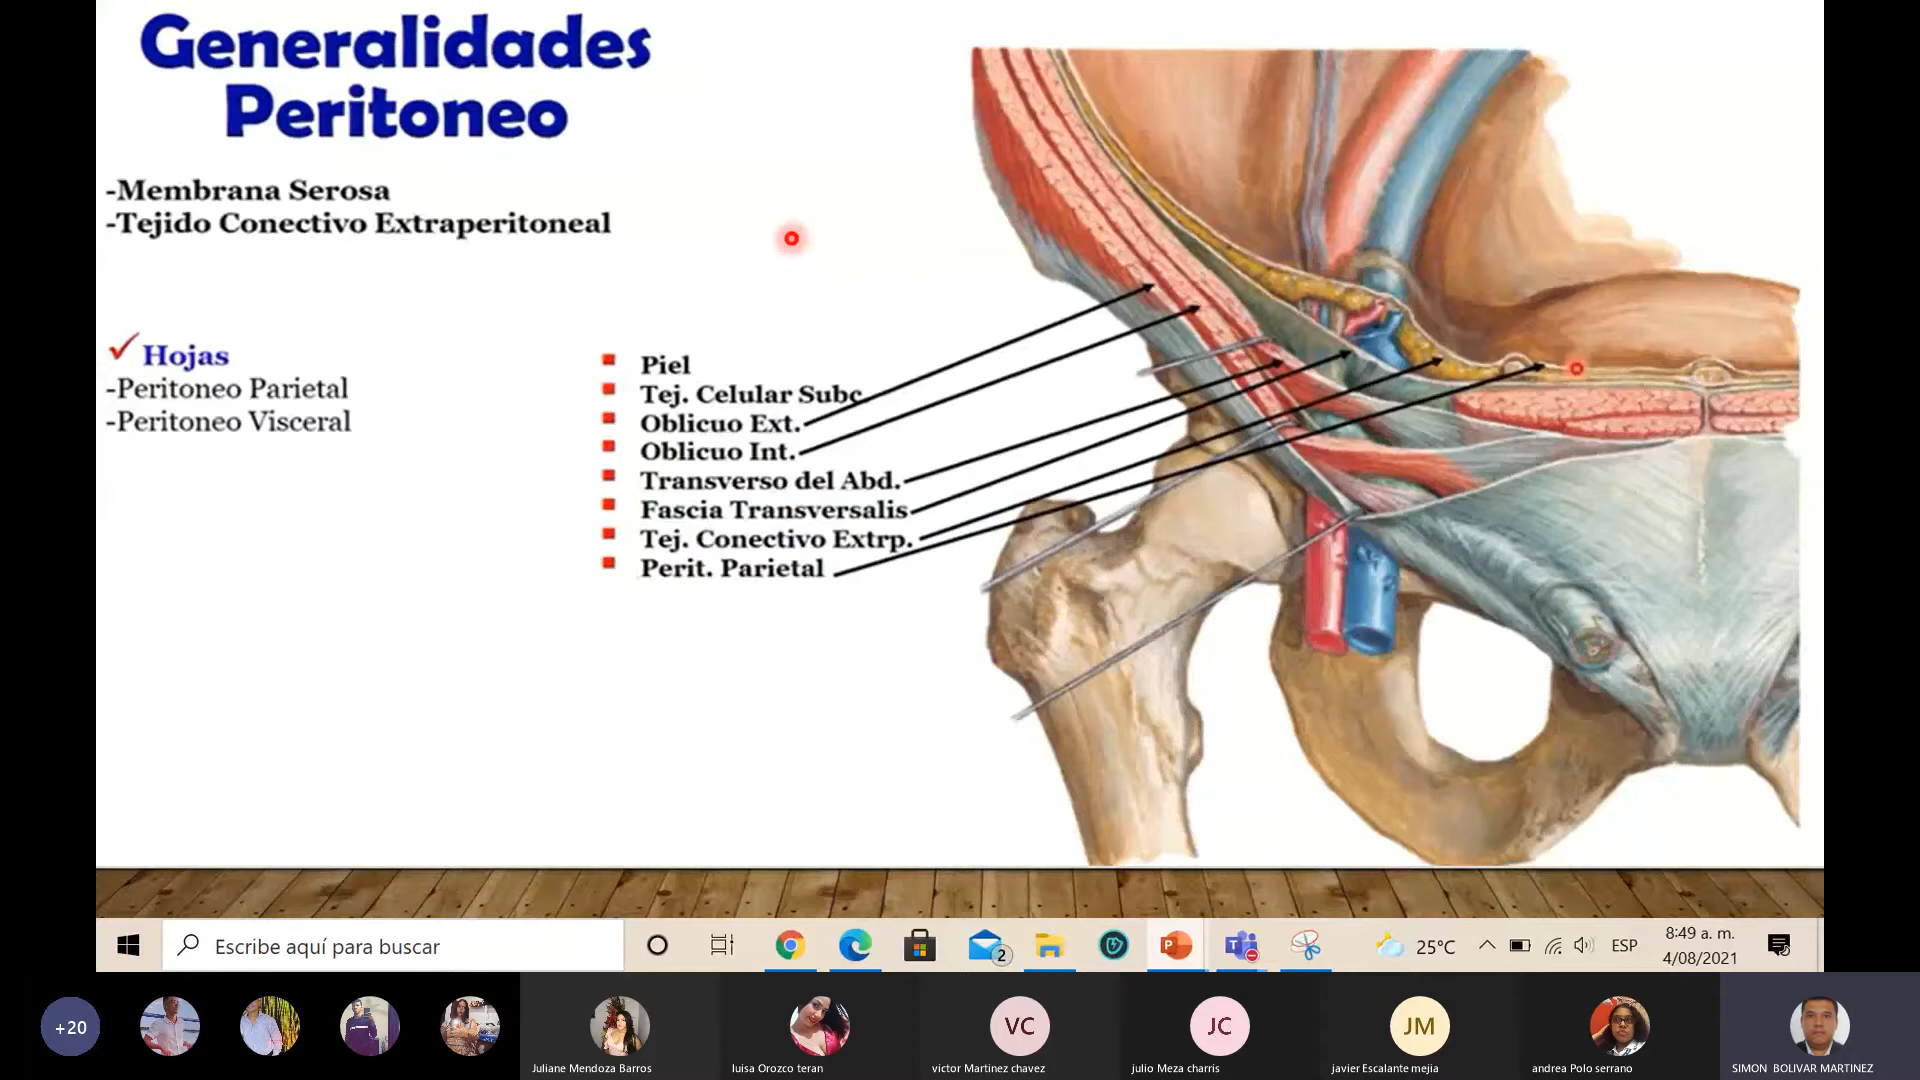 Generalidades
Peritoneo
-Membrana Serosa
-Tejido Conectivo Extraperitoneal
Hojas
-Peritoneo Parietal
-Peritoneo Visceral
Piel
Tej. Celular Subc
Oblicuo Ext.
Oblicuo Int.
Transverso del Abd.
Fascia Transversalis
Tej. Conectivo Extrp.
Perit. Parietal
Escribe aquí para buscar
2
25°C
ESP
8:49 a. m.
4/08/2021
+20
VC
JC
JM
Juliane Mendoza Barros
luisa Orozco teran
victor Martinez chavez
julio Meza charris
javier Escalante mejia
andrea Polo serrano
SIMON BOLIVAR MARTINEZ